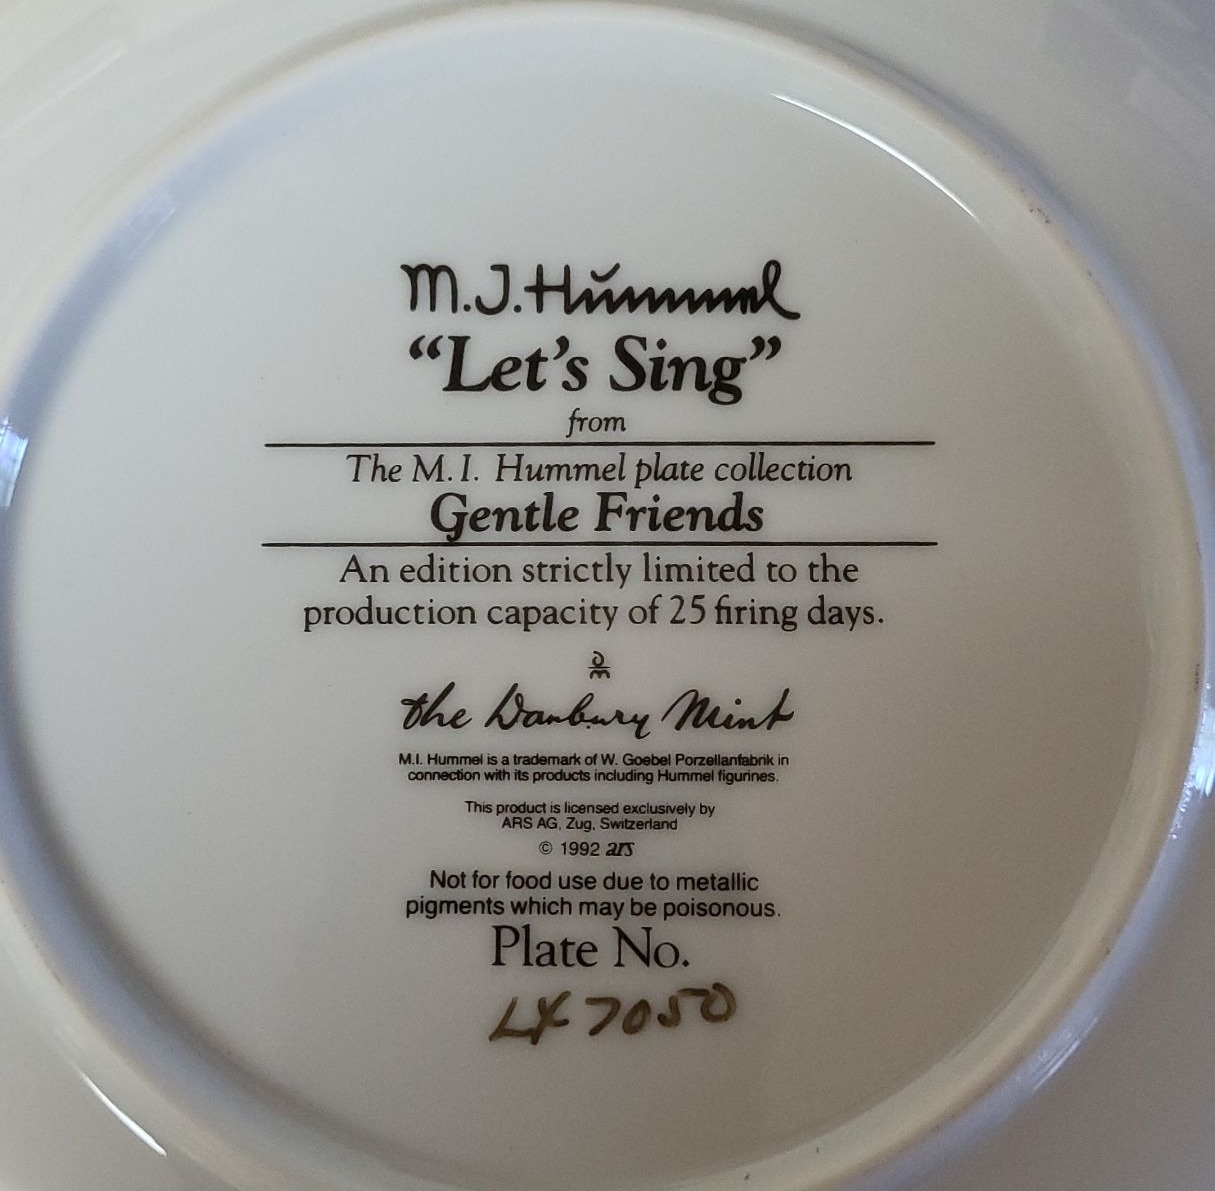 M.J.Hŭmmel
“Let’s Sing”
from
The M.I. Hummel plate collection
Gentle Friends
An edition strictly limited to the
production capacity of 25 firing days.
the Danbury Mint
M.I. Hummel is a trademark of W. Goebel Porzellanfabrik in
connection with its products including Hummel figurines.
This product is licensed exclusively by
ARS AG, Zug, Switzerland
© 1992 ars
Not for food use due to metallic
pigments which may be poisonous.
Plate No.
LX7050